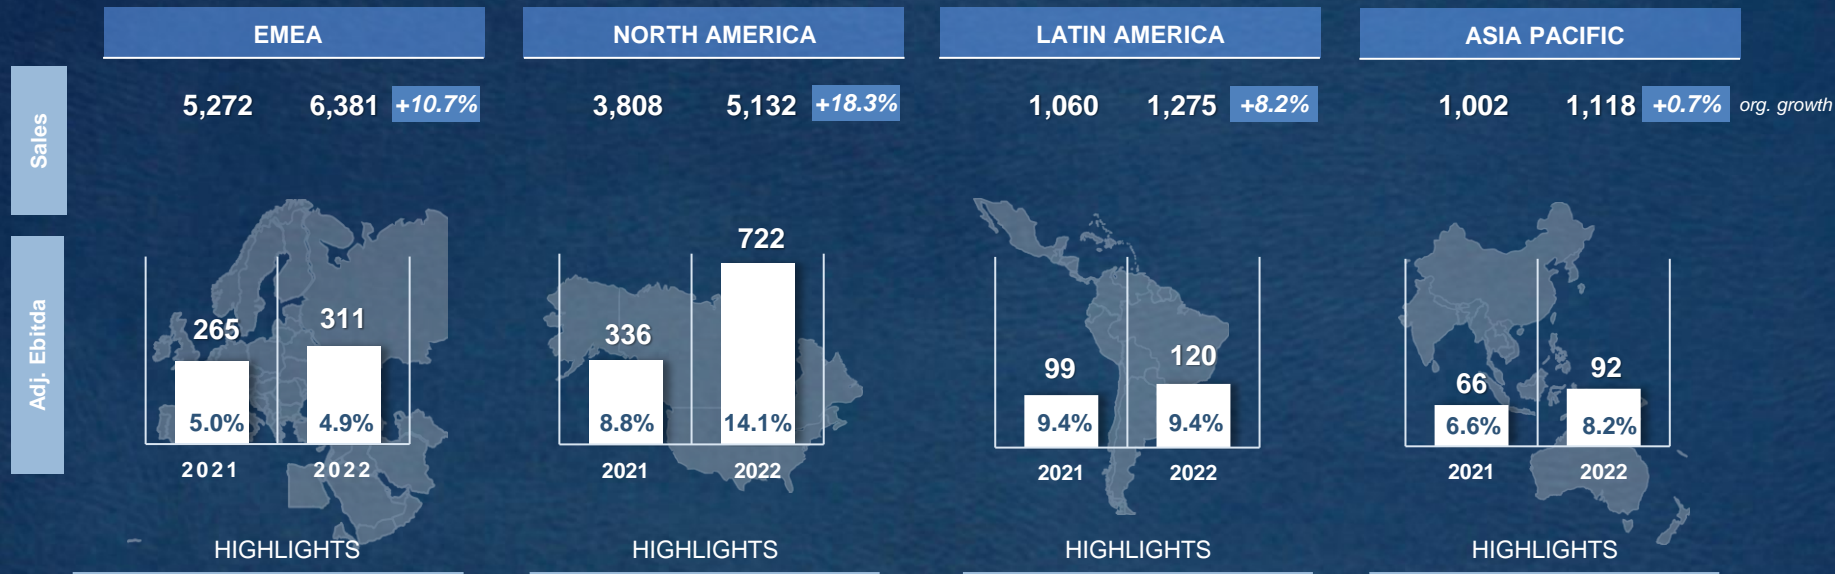 EMEA
NORTH AMERICA
LATIN AMERICA
ASIA PACIFIC
Sales
5,272 6,381 +10.7%
3,808 5,132 +18.3%
1,060 1,275 +8.2%
1,002 1,118 +0.7% org. growth
Adj. Ebitda
265 311
5.0% 4.9%
2021 2022
336 722
8.8% 14.1%
2021 2022
99 120
9.4% 9.4%
2021 2022
66 92
6.6% 8.2%
2021 2022
HIGHLIGHTS
HIGHLIGHTS
HIGHLIGHTS
HIGHLIGHTS